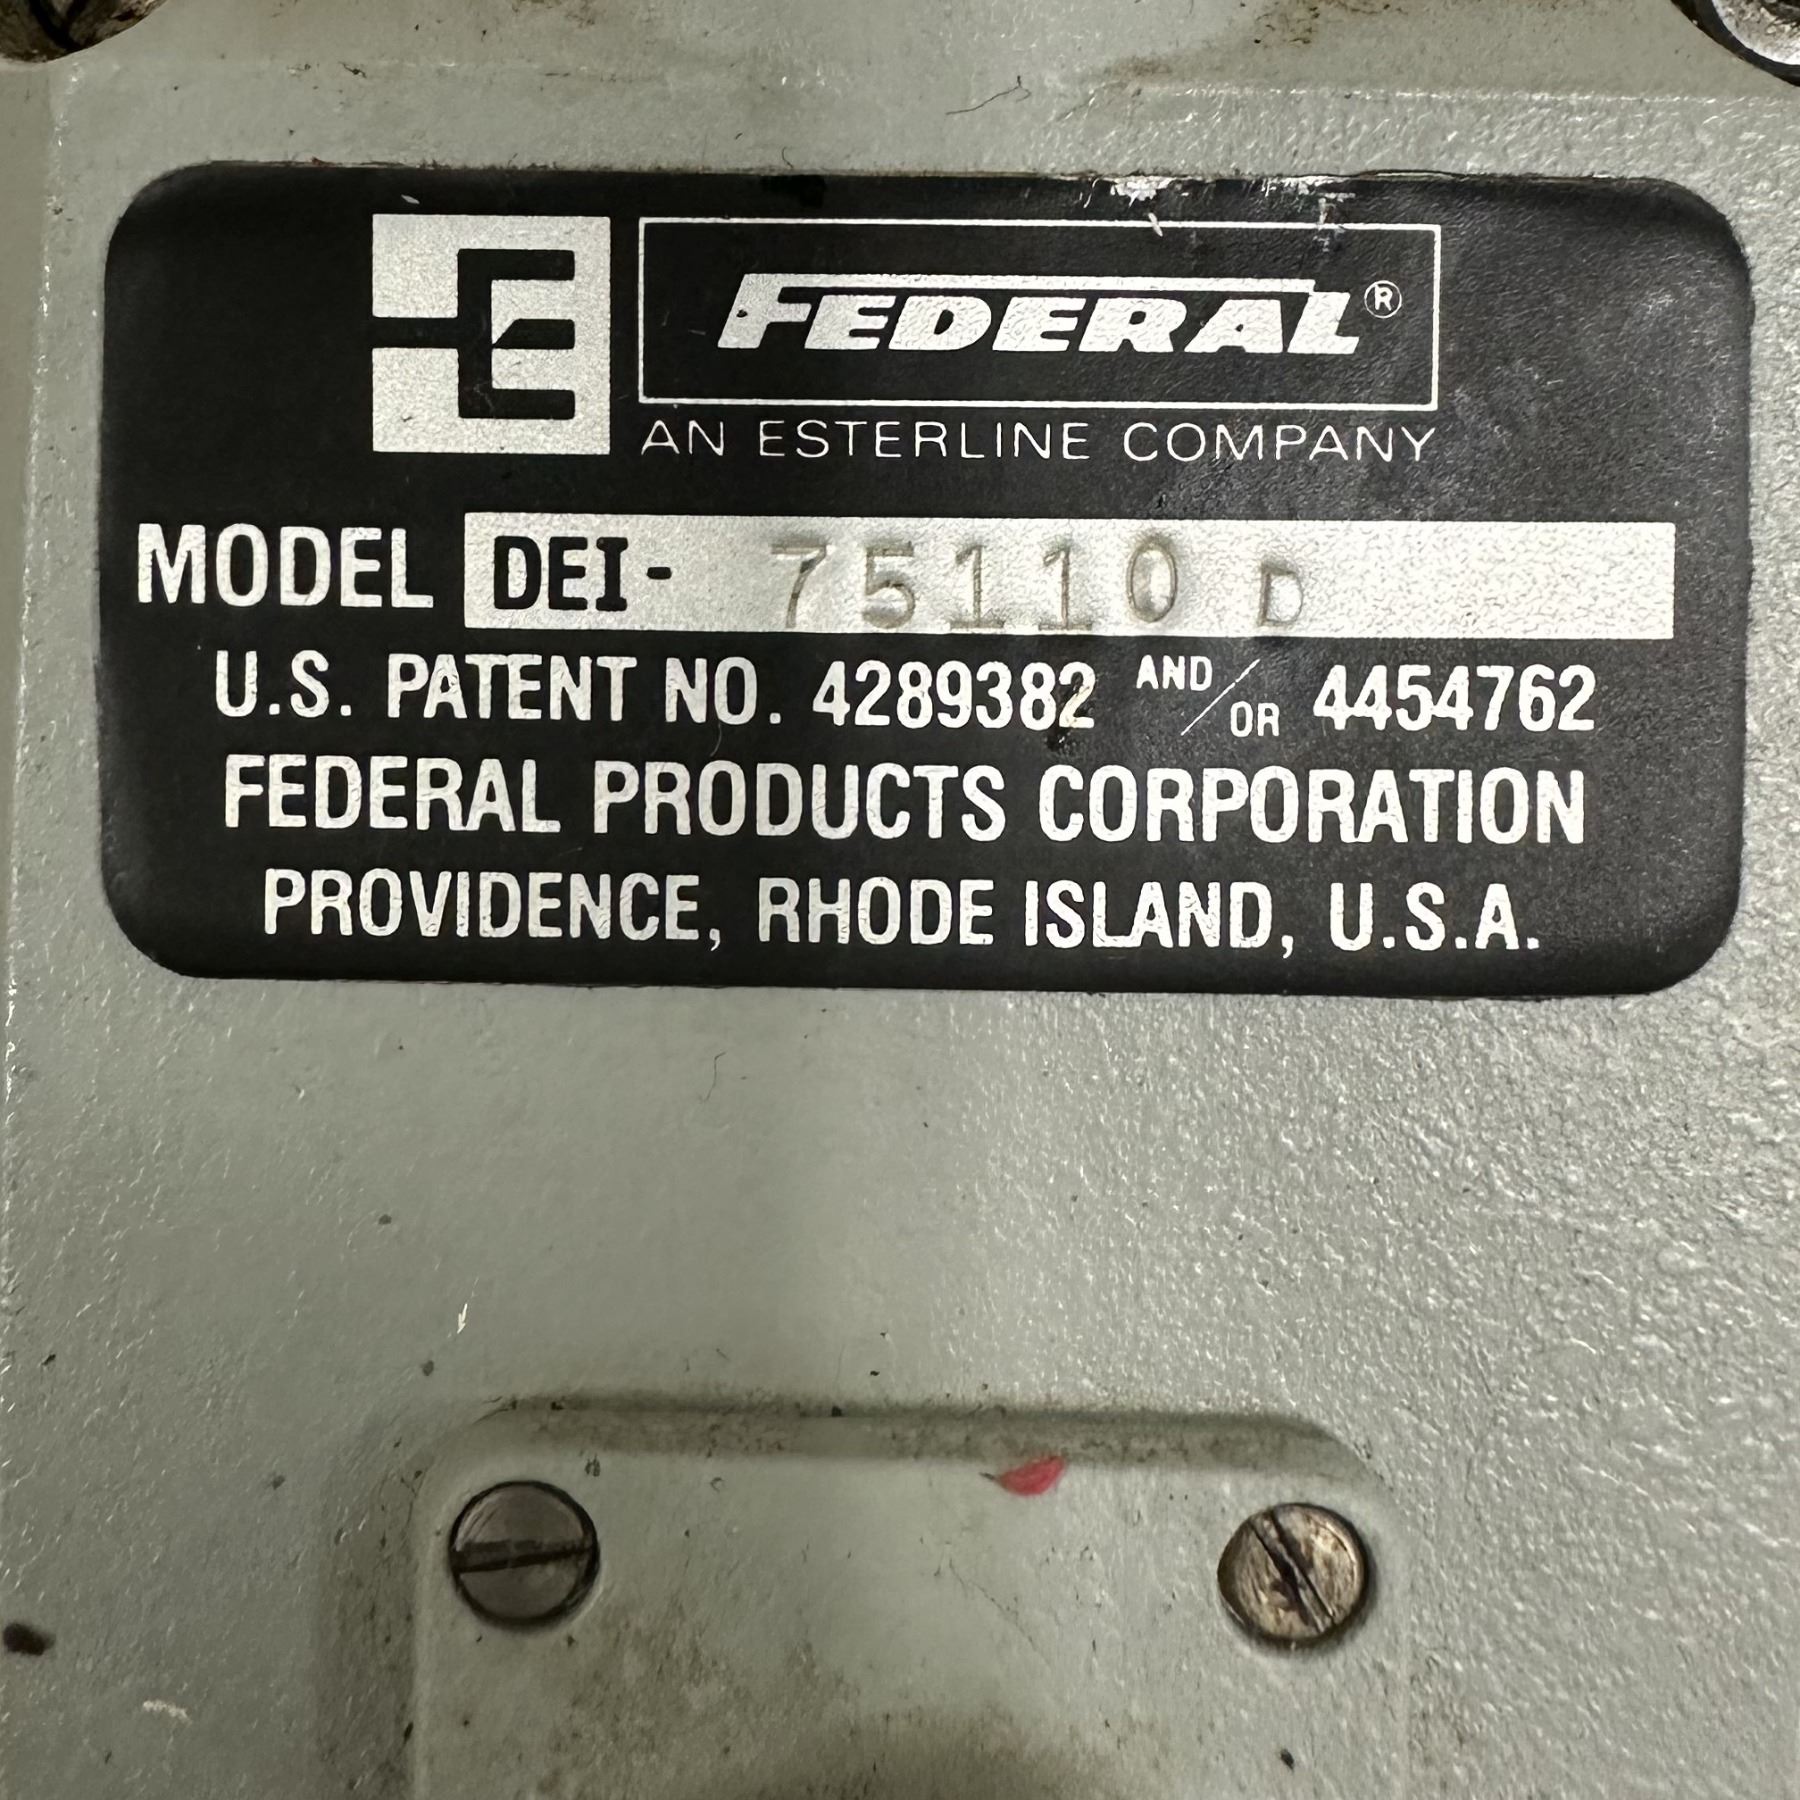 E FEDERAL®
AN ESTERLINE COMPANY
MODEL DEI- 75110 D
U.S. PATENT NO. 4289382 AND/OR 4454762
FEDERAL PRODUCTS CORPORATION
PROVIDENCE, RHODE ISLAND, U.S.A.